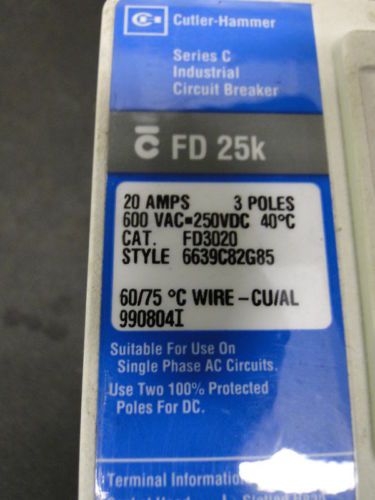 Cutler-Hammer
Series C
Industrial
Circuit Breaker
C FD 25k
20 AMPS 3 POLES
600 VAC=250VDC 40°C
CAT. FD3020
STYLE 6639C82G85
60/75 °C WIRE-CU/AL
990804I
Suitable For Use On
Single Phase AC Circuits.
Use Two 100% Protected
Poles For DC.
Terminal Information